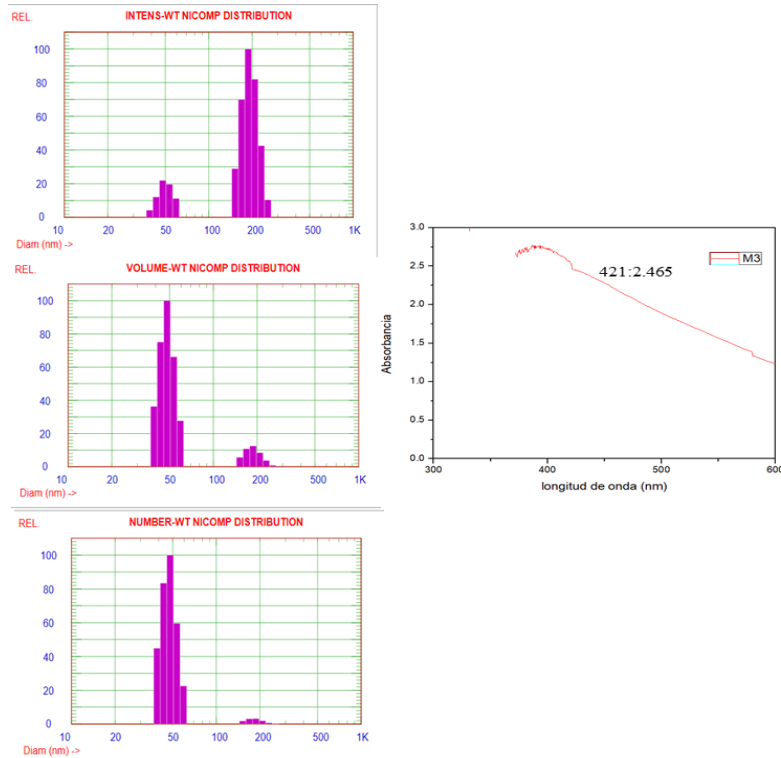 INTENS-WT NICOMP DISTRIBUTION
REL.
100
80
60
40
20
0
10 20 50 100 200 500 1K
Diam (nm) ->
VOLUME-WT NICOMP DISTRIBUTION
REL.
100
80
60
40
20
0
10 20 50 100 200 500 1K
Diam (nm) ->
NUMBER-WT NICOMP DISTRIBUTION
REL.
100
80
60
40
20
0
10 20 50 100 200 500 1K
Diam (nm) ->
3.0
2.5
2.0
1.5
1.0
0.5
0.0
Absorbancia
421:2.465
M3
300 400 500 600
longitud de onda (nm)